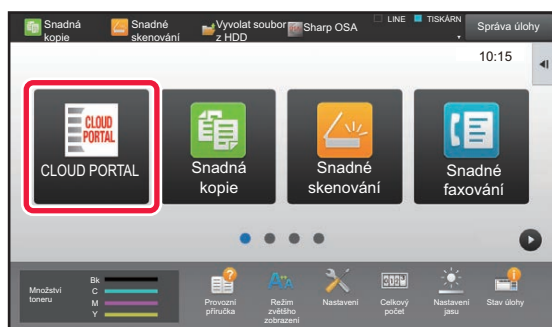 Snadná
kopie
Snadné
skenování
Vyvolat soubor
z HDD
Sharp OSA
LINE
TISKÁRN
Správa úlohy
10:15
CLOUD
PORTAL
CLOUD PORTAL
Snadná
kopie
Snadné
skenování
Snadné
faxování
Množství
toneru
Bk
C
M
Y
Provozní
příručka
Režim
zvětšo
zobrazení
Nastavení
Celkový
počet
Nastavení
jasu
Stav úlohy